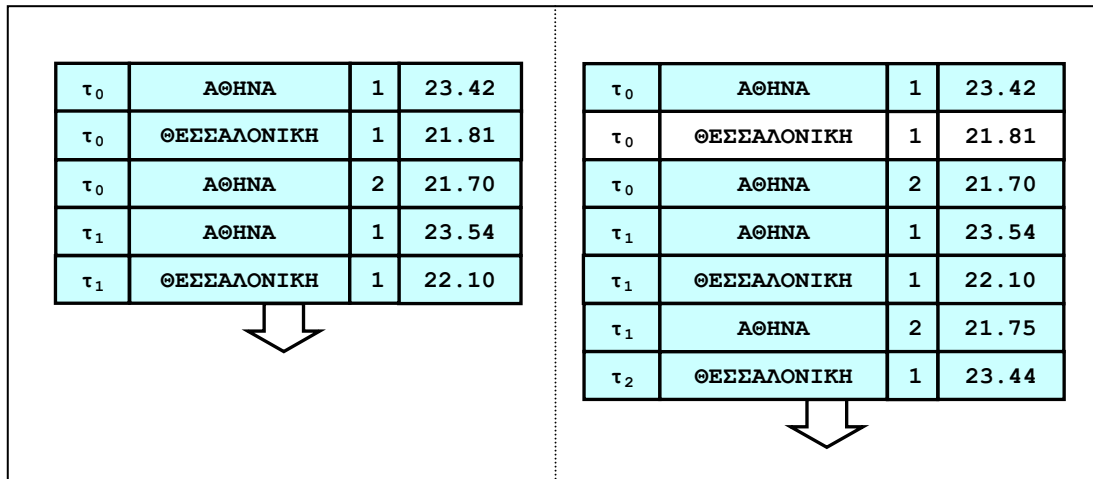 τ0 ΑΘΗΝΑ 1 23.42
τ0 ΘΕΣΣΑΛΟΝΙΚΗ 1 21.81
τ0 ΑΘΗΝΑ 2 21.70
τ1 ΑΘΗΝΑ 1 23.54
τ1 ΘΕΣΣΑΛΟΝΙΚΗ 1 22.10
τ0 ΑΘΗΝΑ 1 23.42
τ0 ΘΕΣΣΑΛΟΝΙΚΗ 1 21.81
τ0 ΑΘΗΝΑ 2 21.70
τ1 ΑΘΗΝΑ 1 23.54
τ1 ΘΕΣΣΑΛΟΝΙΚΗ 1 22.10
τ1 ΑΘΗΝΑ 2 21.75
τ2 ΘΕΣΣΑΛΟΝΙΚΗ 1 23.44